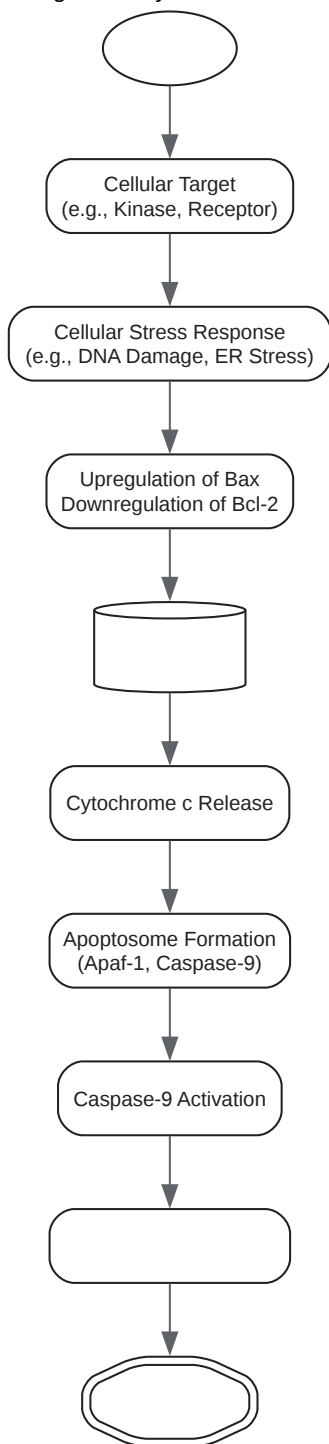 Cellular Target
(e.g., Kinase, Receptor)
Cellular Stress Response
(e.g., DNA Damage, ER Stress)
Upregulation of Bax
Downregulation of Bcl-2
Cytochrome c Release
Apoptosome Formation
(Apaf-1, Caspase-9)
Caspase-9 Activation